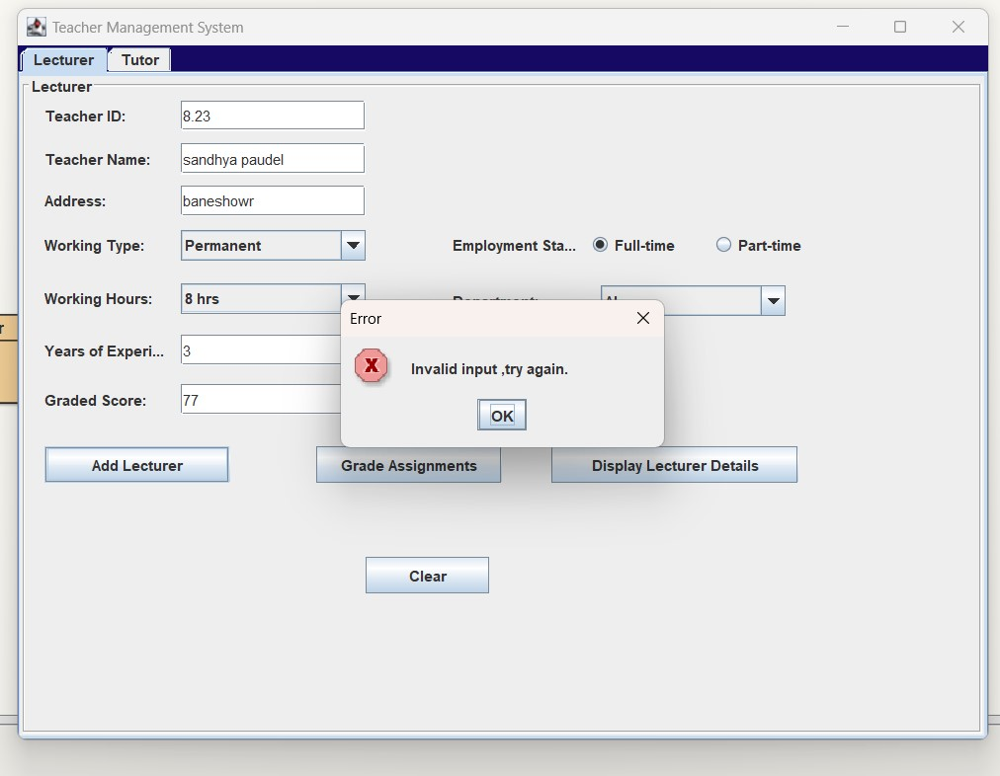 Teacher Management System
Lecturer Tutor
Lecturer
Teacher ID: 8.23
Teacher Name: sandhya paudel
Address: baneshowr
Working Type: Permanent Employment Sta... Full-time Part-time
Working Hours: 8 hrs
Error
Years of Experi... 3
Invalid input ,try again.
Graded Score: 77
OK
Add Lecturer Grade Assignments Display Lecturer Details
Clear